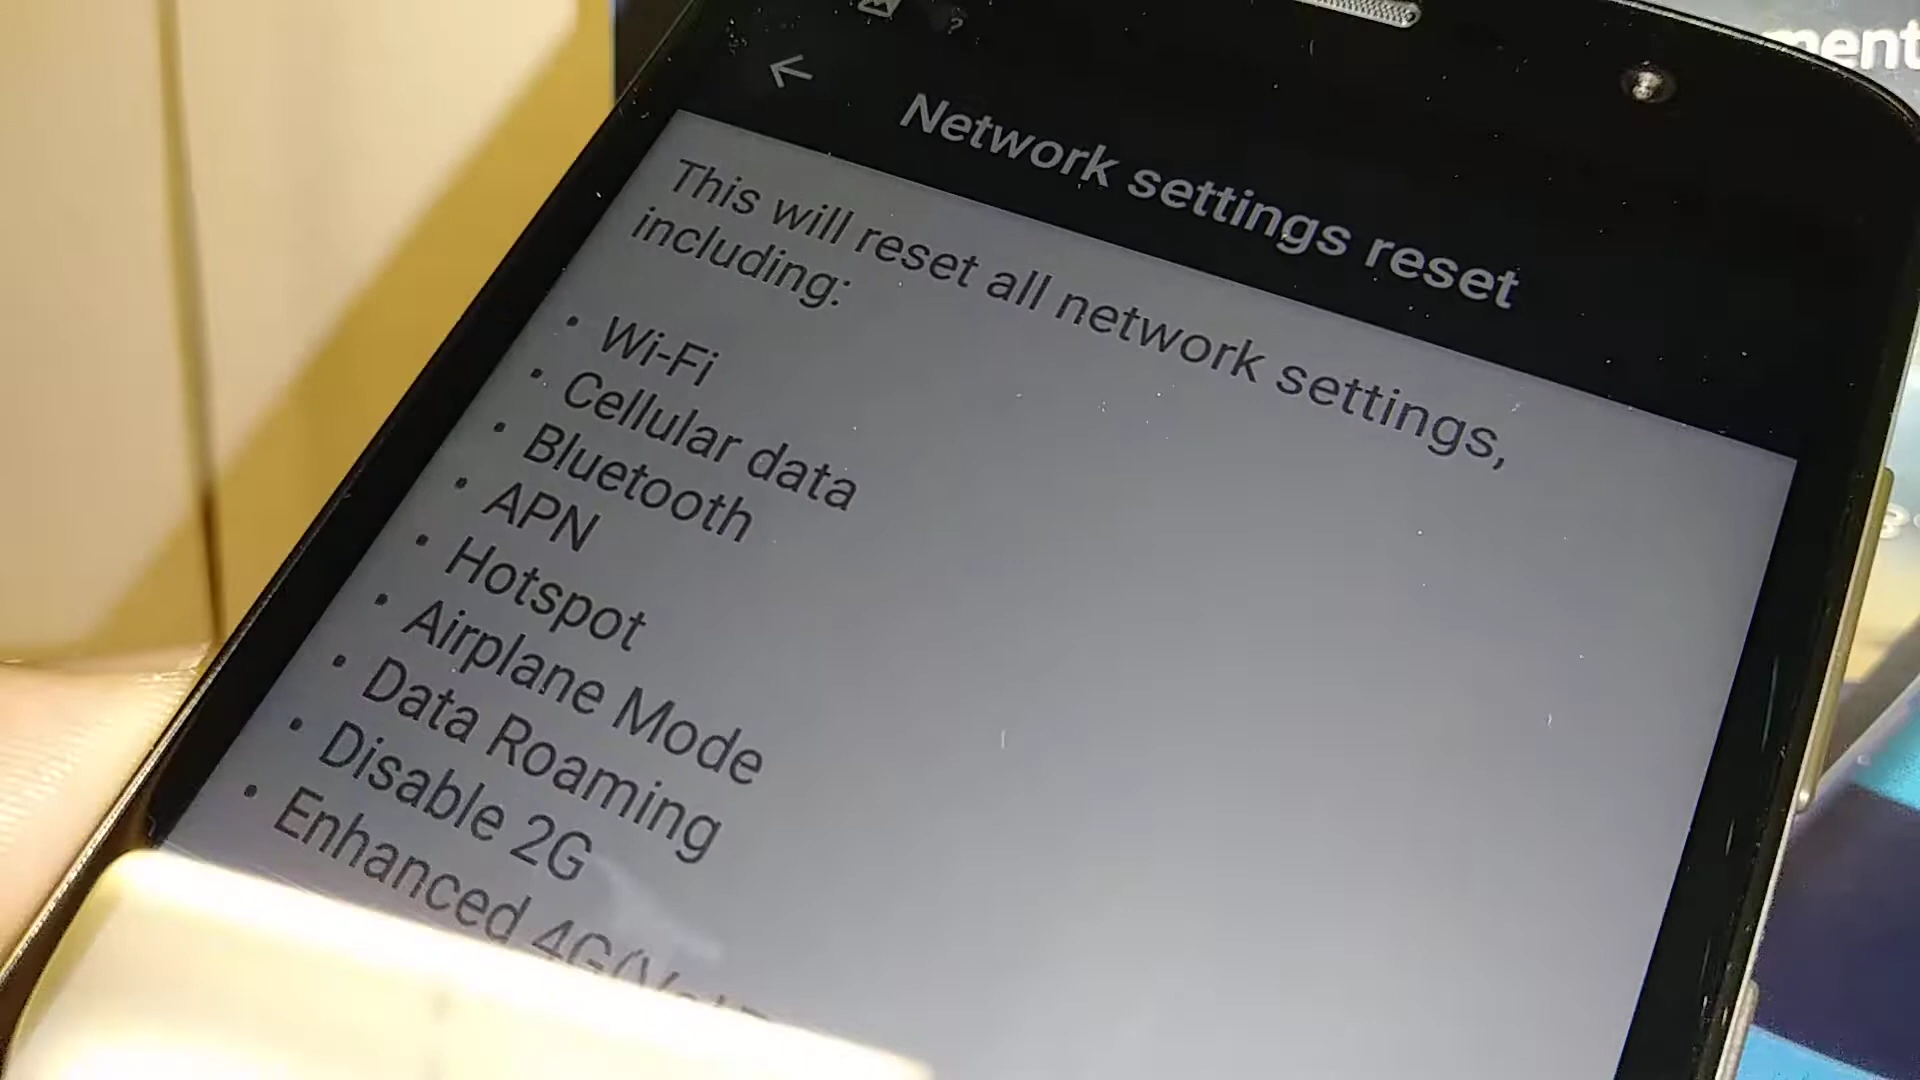 Network settings reset
This will reset all network settings,
including:
• Wi-Fi
• Cellular data
• Bluetooth
• APN
• Hotspot
• Airplane Mode
• Data Roaming
• Disable 2G
• Enhanced